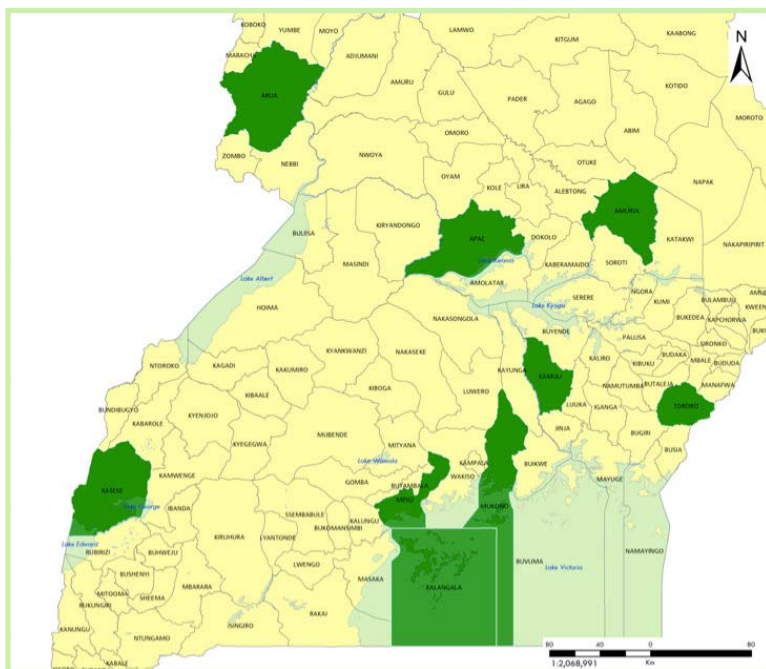 KOBOKO
YUMBE
MOYO
LAMWO
KITGUM
KAABONG
N
MARACHA
ADJUMANI
ARUA
AMURU
GULU
PADER
AGAGO
KOTIDO
MOROTO
OMORO
ABIM
ZOMBO
NEBBI
NWOYA
OTUKE
OYAM
KOLE
LIRA
ALEBTONG
NAPAK
AMURIA
KIRYANDONGO
APAC
DOKOLO
KATAKWI
BULIISA
MASINDI
KABERAMAIDO
SOROTI
NAKAPIRIPIRIT
Lake Albert
AMOLATAR
HOIMA
SERERE
NGORA
KUMI
Lake Kyoga
BULAMBULI
KWEEN
BUKEDEA
KAPCHORWA
NAKASONGOLA
BUYENDE
PALLISA
SIRONKO
NTOROKO
KAGADI
KYANKWANZI
NAKASEKE
KALIRO
BUDAKA
MBALE
BUDUDA
KAKUMIRO
KAYUNGA
KAMULI
KIBUKU
KIBOGA
LUWERO
NAMUTUMBA
BUTALEJA
MANAFWA
BUNDIBUGYO
KIBAALE
LUUKA
IGANGA
TORORO
KABAROLE
KYENJOJO
JINJA
BUGIRI
KYEGEGWA
MUBENDE
MITYANA
BUSIA
Lake Wamala
KAMPALA
WAKISO
BUIKWE
KASESE
KAMWENGE
GOMBA
BUTAMBALA
MAYUGE
MPIGI
MUKONO
Lake George
IBANDA
SSEMBABULE
KALUNGU
KIRUHURA
LYANTONDE
BUKOMANSIMBI
Lake Edward
RUBIRIZI
BUHWEJU
NAMAYINGO
LWENGO
MASAKA
BUVUMA
Lake Victoria
BUSHENYI
KALANGALA
MITOOMA
SHEEMA
MBARARA
RUKUNGIRI
RAKAI
KANUNGU
ISINGIRO
NTUNGAMO
KABALE
80 40 0 80
1:2,068,991 Km